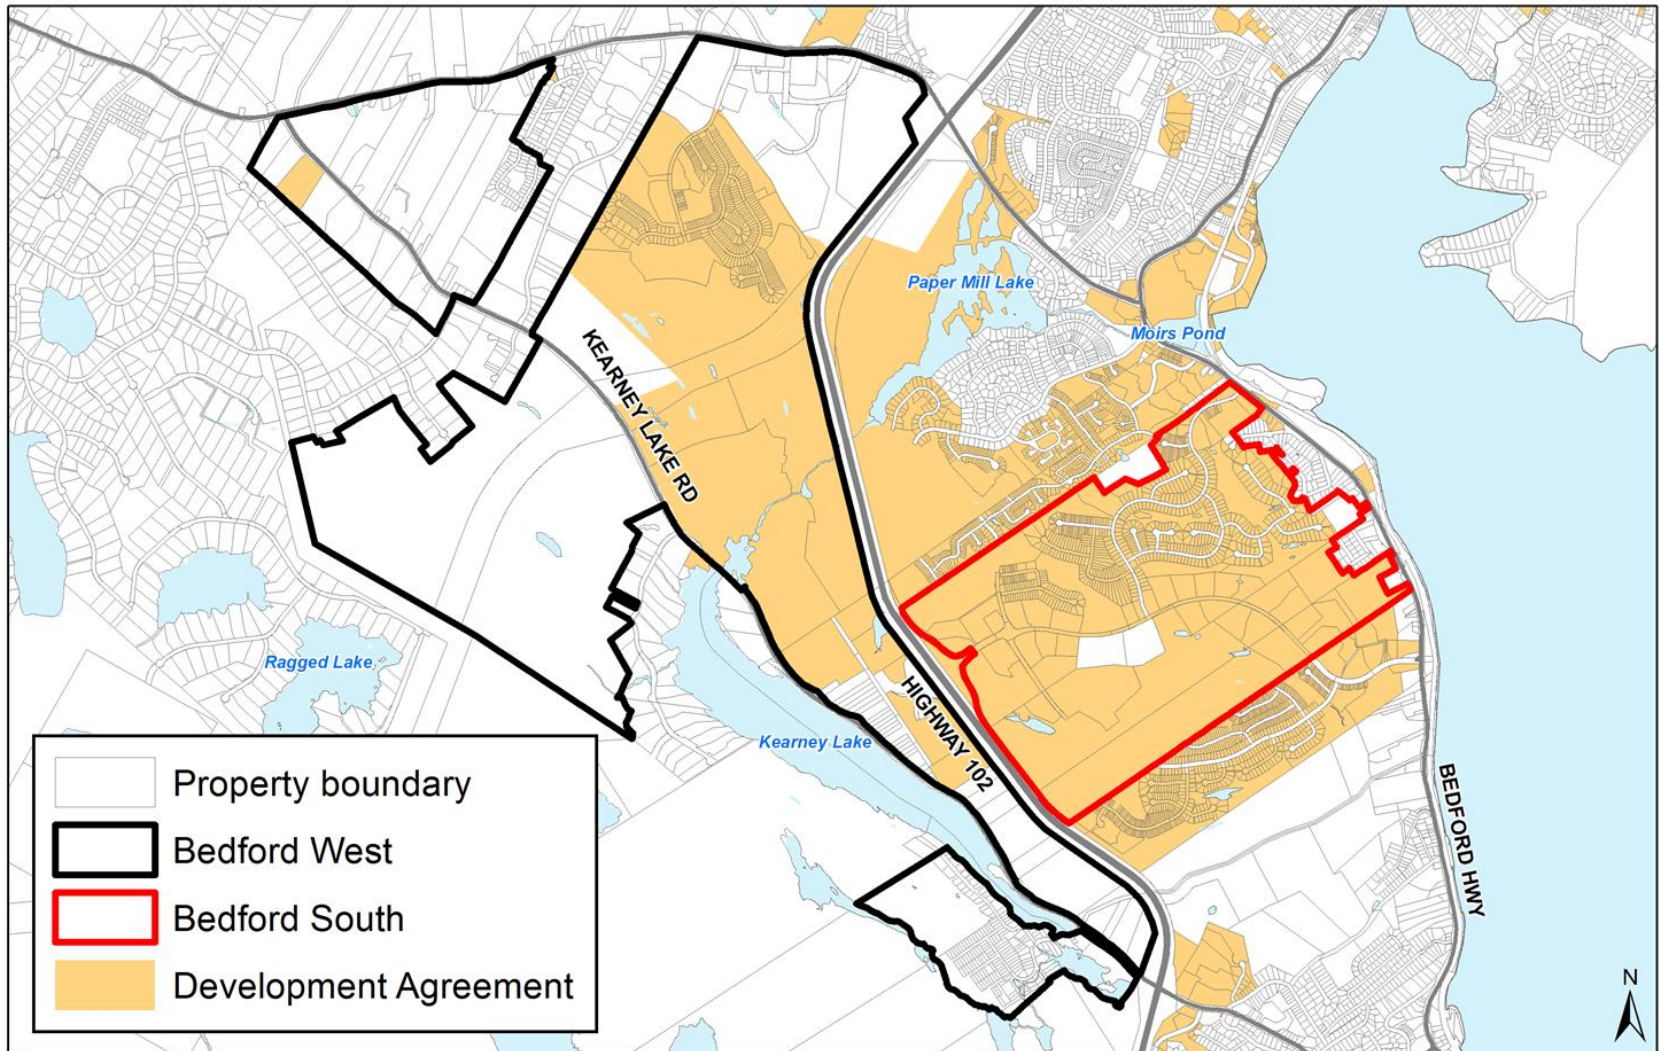 Paper Mill Lake
Moirs Pond
KEARNEY LAKE RD
Ragged Lake
HIGHWAY 102
Kearney Lake
BEDFORD HWY
Property boundary
Bedford West
Bedford South
Development Agreement
N